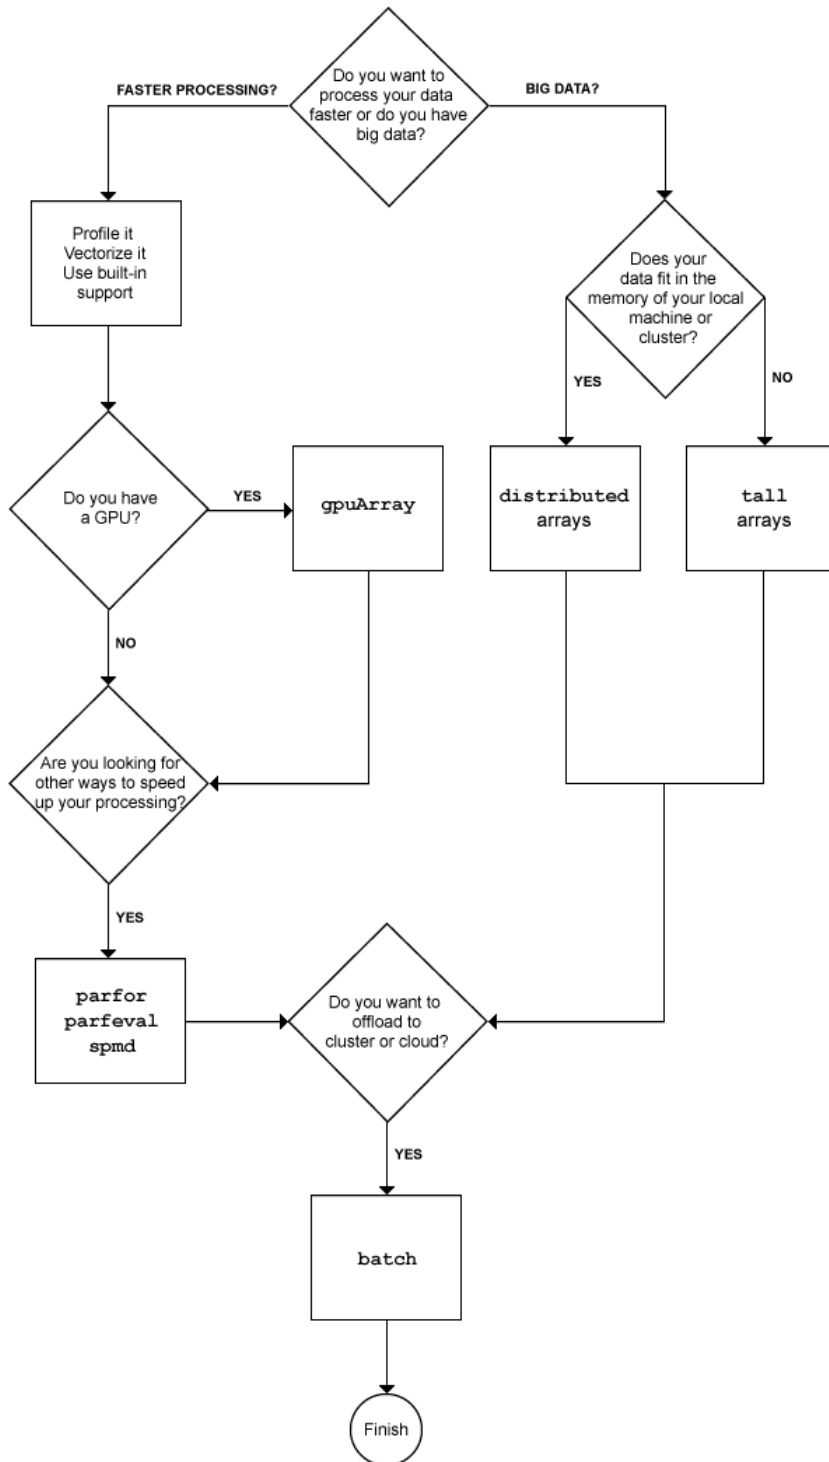 Do you want to
process your data
faster or do you have
big data?
FASTER PROCESSING?
BIG DATA?
Profile it
Vectorize it
Use built-in
support
Does your
data fit in the
memory of your local
machine or
cluster?
YES
NO
Do you have
a GPU?
YES
gpuArray
distributed
arrays
tall
arrays
NO
Are you looking for
other ways to speed
up your processing?
YES
parfor
parfeval
spmd
Do you want to
offload to
cluster or cloud?
YES
batch
Finish